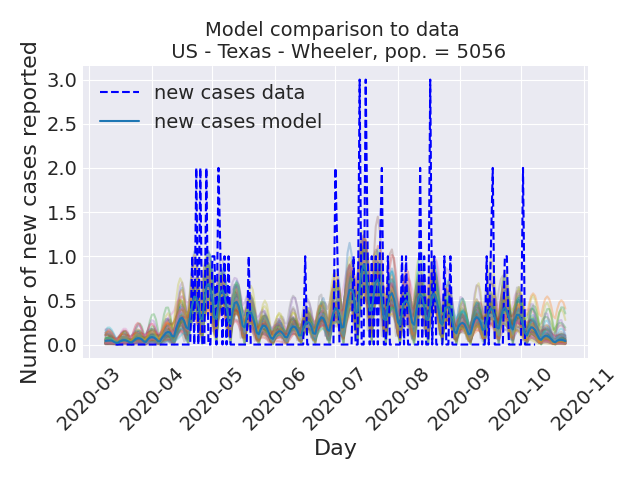 Model comparison to data
US - Texas - Wheeler, pop. = 5056
Number of new cases reported
3.0
2.5
2.0
1.5
1.0
0.5
0.0
new cases data
new cases model
2020-03
2020-04
2020-05
2020-06
2020-07
2020-08
2020-09
2020-10
2020-11
Day